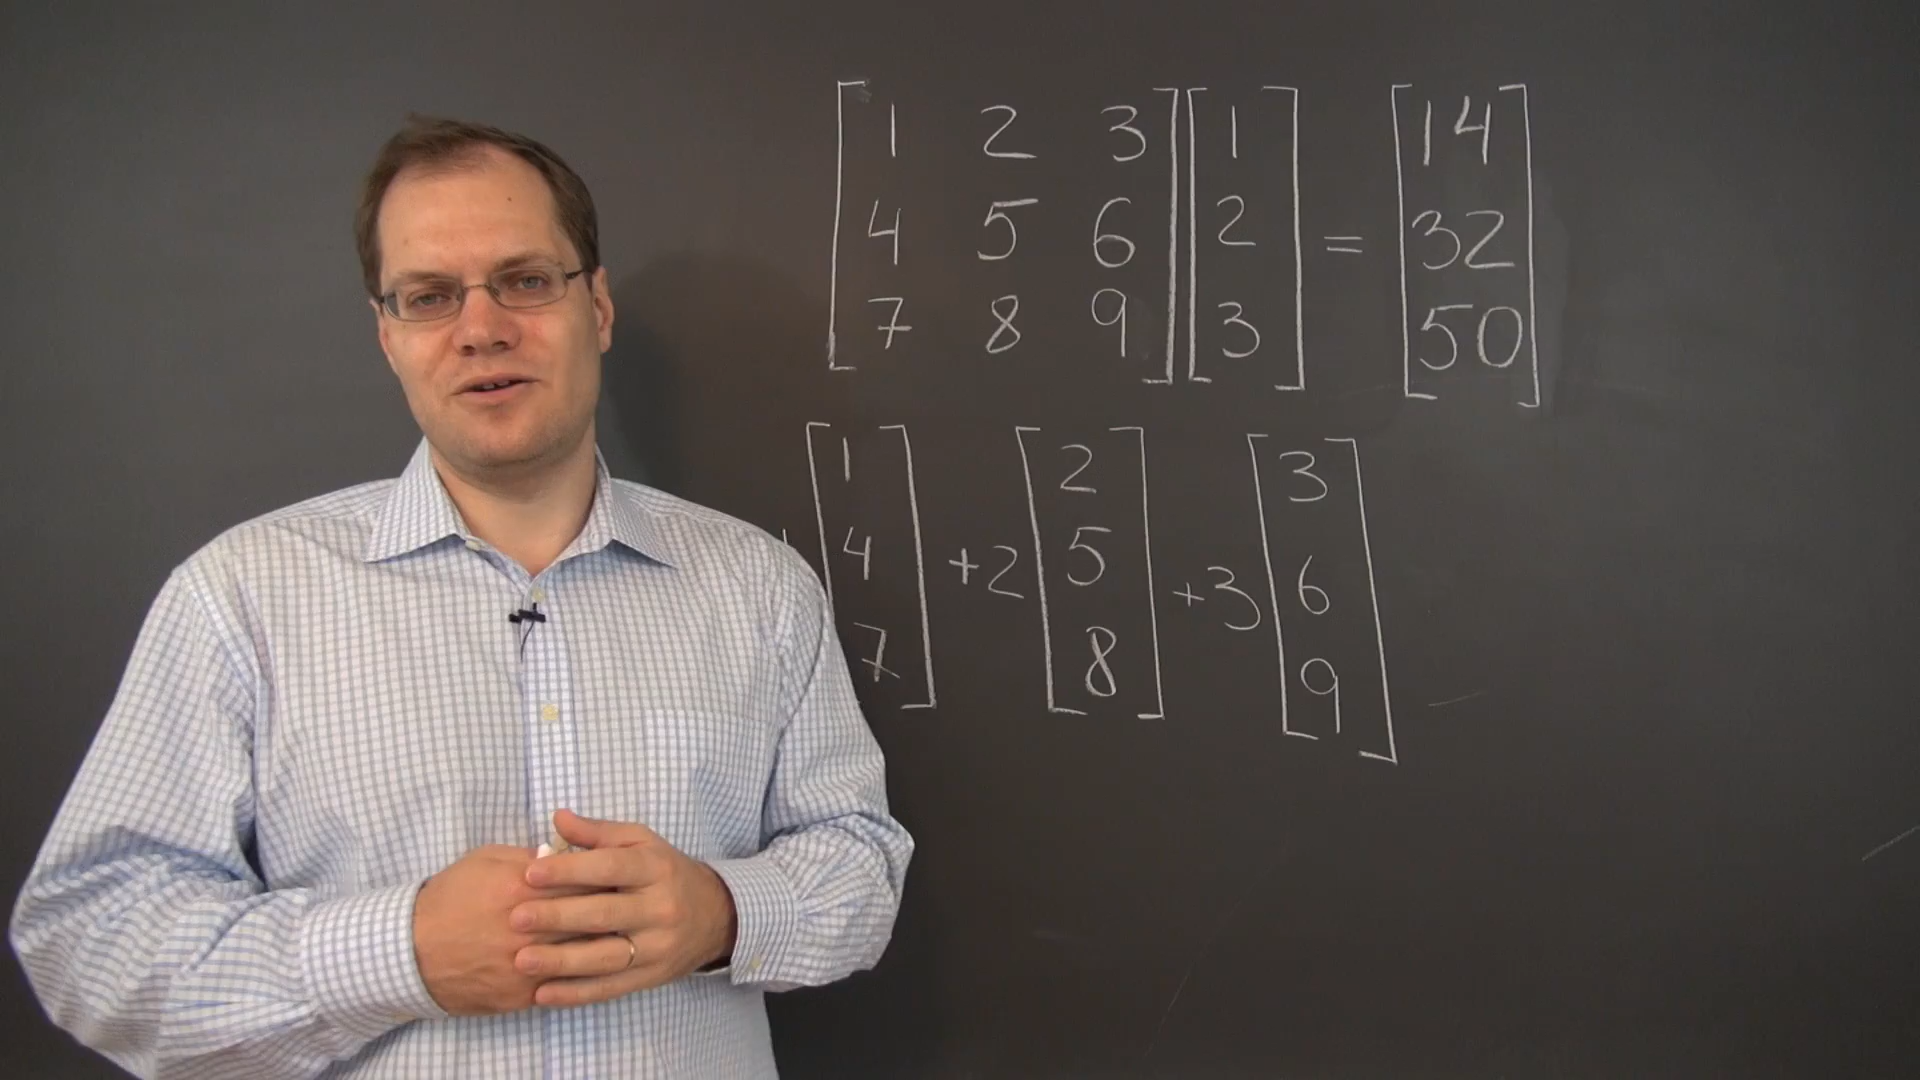 1 2 3 1 14
4 5 6 2 = 32
7 8 9 3 50
1 2 3
4 +2 5 +3 6
7 8 9